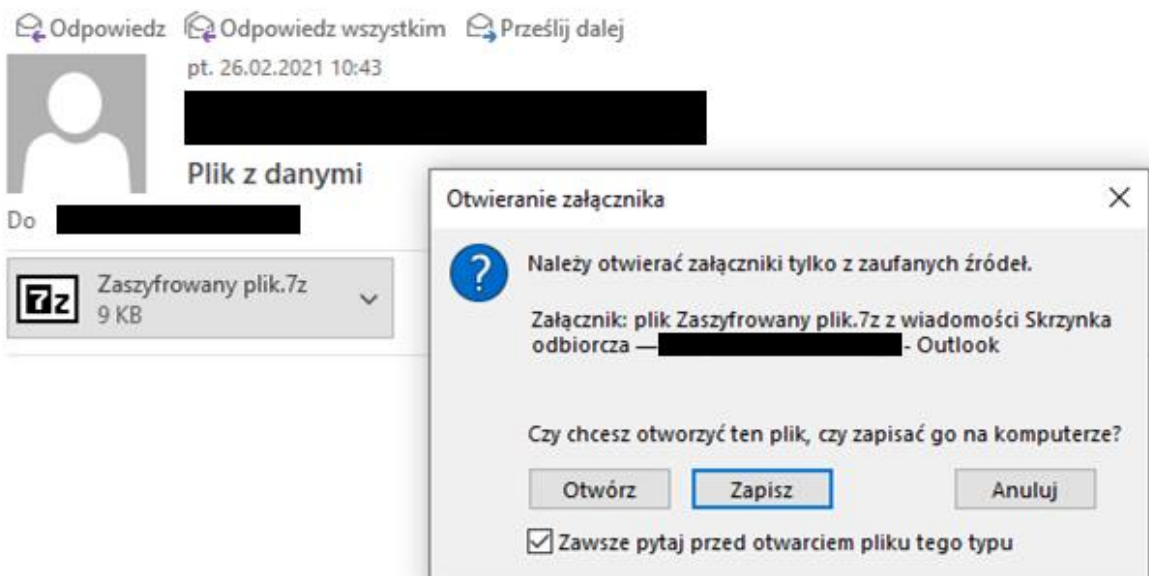 Odpowiedz Odpowiedz wszystkim Prześlij dalej
pt. 26.02.2021 10:43
Plik z danymi
Do
7z
Zaszyfrowany plik.7z
9 KB
Otwieranie załącznika
Należy otwierać załączniki tylko z zaufanych źródeł.
Załącznik: plik Zaszyfrowany plik.7z z wiadomości Skrzynka
odbiorcza — - Outlook
Czy chcesz otworzyć ten plik, czy zapisać go na komputerze?
Otwórz Zapisz Anuluj
Zawsze pytaj przed otwarciem pliku tego typu